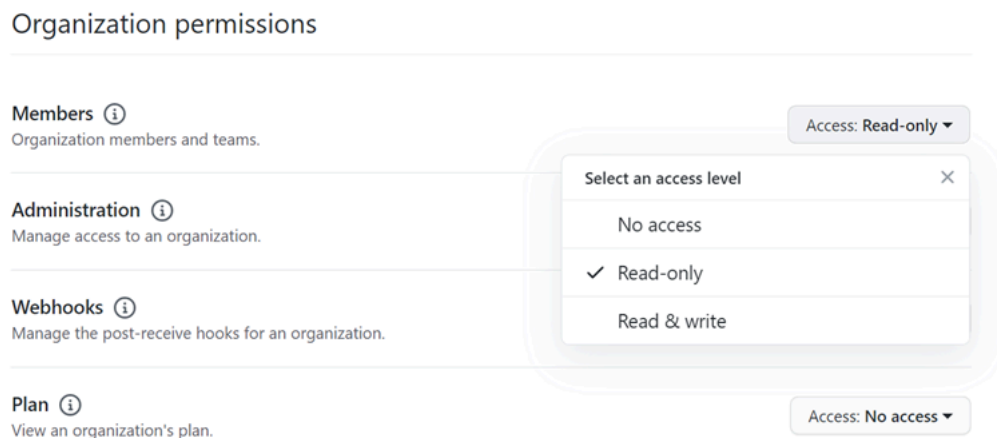 Organization permissions
Members
Organization members and teams.
Access: Read-only
Select an access level
No access
Read-only
Read & write
Administration
Manage access to an organization.
Webhooks
Manage the post-receive hooks for an organization.
Plan
View an organization's plan.
Access: No access